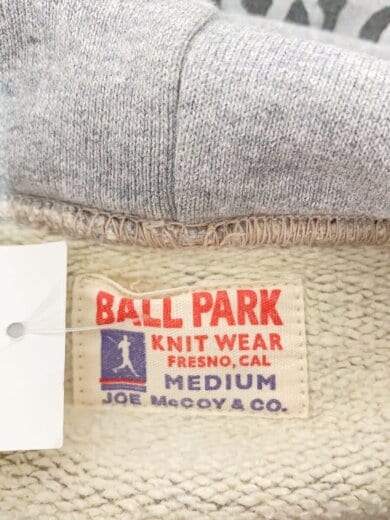 BALL PARK
KNIT WEAR
FRESNO, CAL
MEDIUM
JOE McCOY & CO.